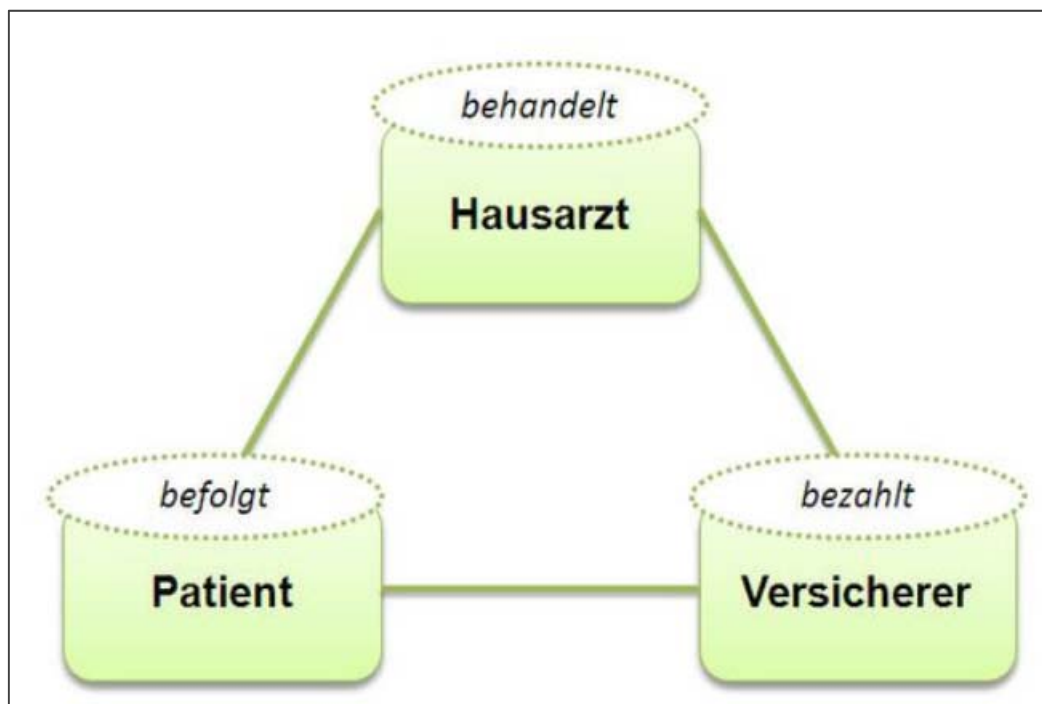 behandelt
Hausarzt
befolgt
Patient
bezahlt
Versicherer